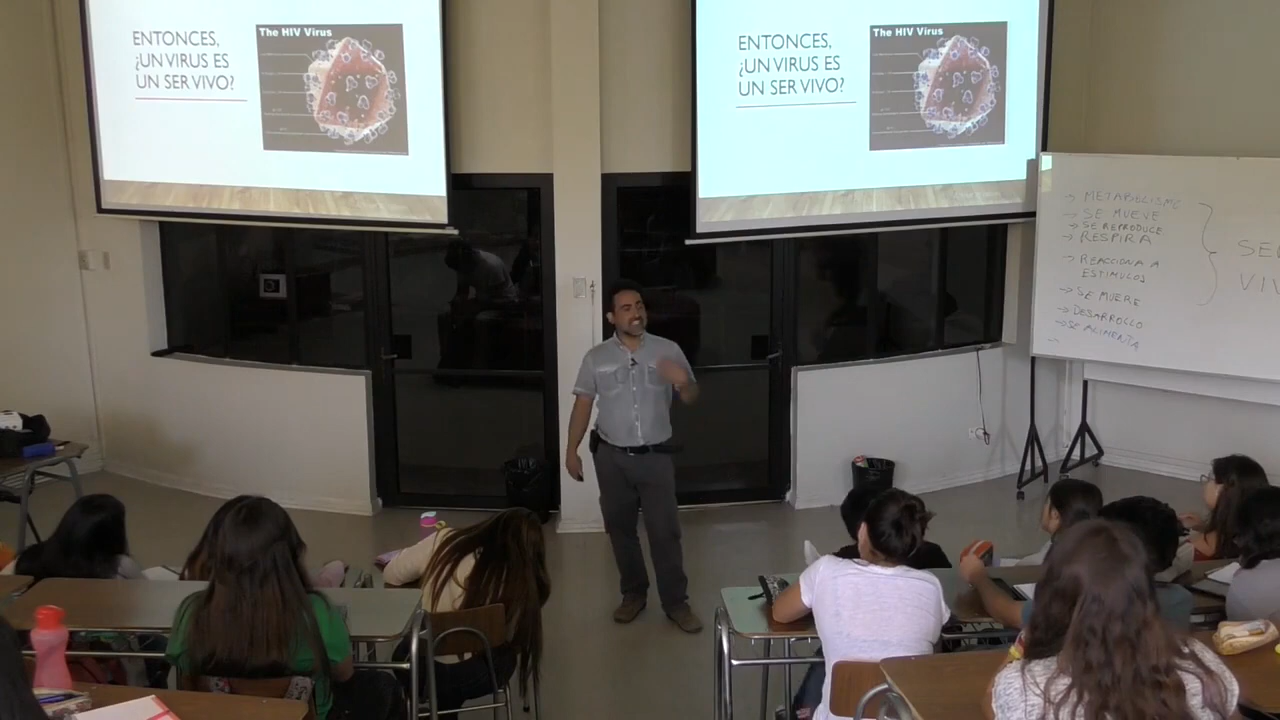 ENTONCES,
¿UN VIRUS ES
UN SER VIVO?
The HIV Virus
ENTONCES,
¿UN VIRUS ES
UN SER VIVO?
The HIV Virus
→ METABOLISMO
→ SE MUEVE
→ SE REPRODUCE
→ RESPIRA
→ REACCIONA A
ESTIMULOS
→ SE MUERE
→ DESARROLLO
→ SE ALIMENTA